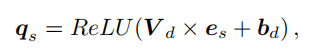 q_s = ReLU(V_d × e_s + b_d) ,